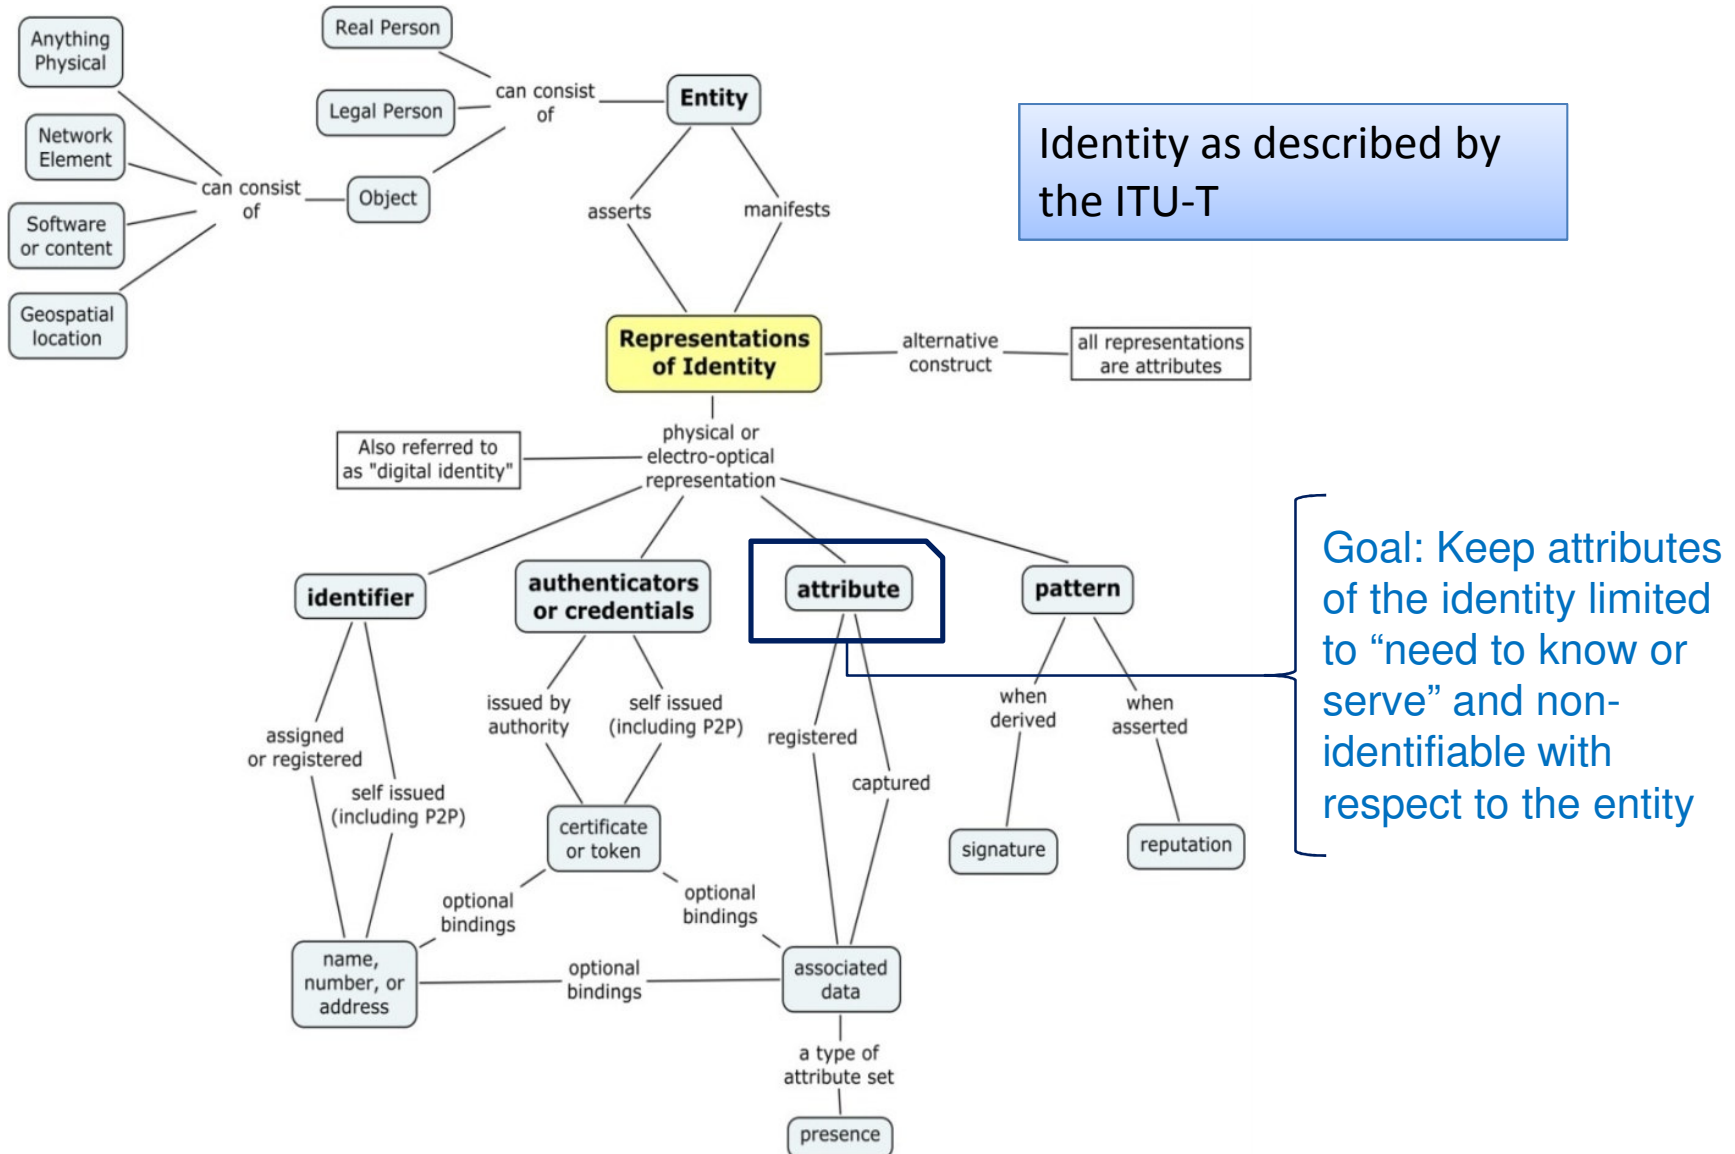 Anything
Physical
Network
Element
Software
or content
Geospatial
location
can consist
of
Object
Real Person
Legal Person
can consist
of
Entity
Identity as described by
the ITU-T
asserts
manifests
Representations
of Identity
alternative
construct
all representations
are attributes
Also referred to
as "digital identity"
physical or
electro-optical
representation
identifier
authenticators
or credentials
attribute
pattern
Goal: Keep attributes
of the identity limited
to “need to know or
serve” and non-
identifiable with
respect to the entity
assigned
or registered
self issued
(including P2P)
issued by
authority
self issued
(including P2P)
registered
captured
when
derived
when
asserted
certificate
or token
signature
reputation
optional
bindings
optional
bindings
name,
number, or
address
optional
bindings
associated
data
a type of
attribute set
presence